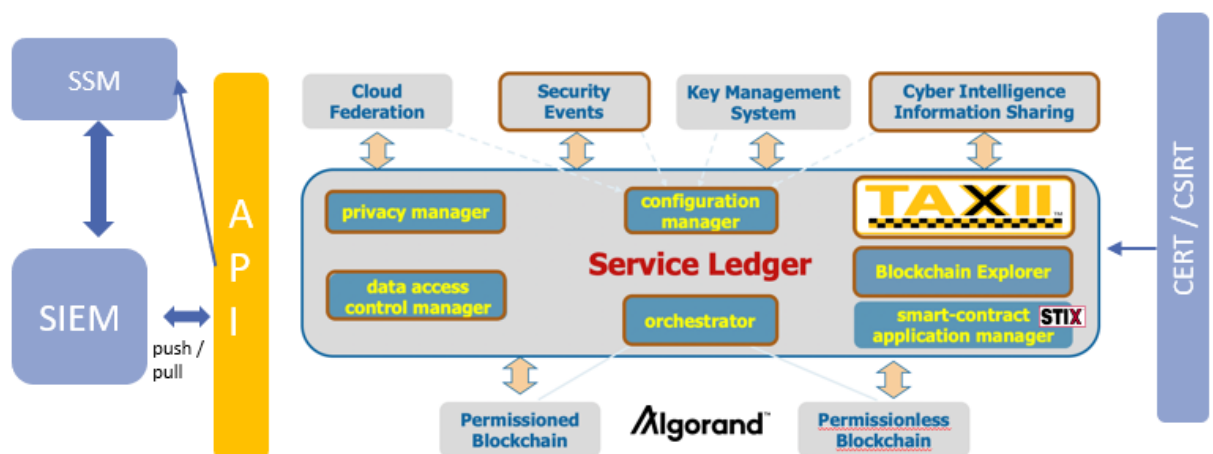 SSM
SIEM
push /
pull
A
P
I
Cloud
Federation
Security
Events
Key Management
System
Cyber Intelligence
Information Sharing
privacy manager
configuration
manager
TAXII™
data access
control manager
Service Ledger
Blockchain Explorer
orchestrator
smart-contract
application manager
STIX
Permissioned
Blockchain
Algorand™
Permissionless
Blockchain
CERT / CSIRT